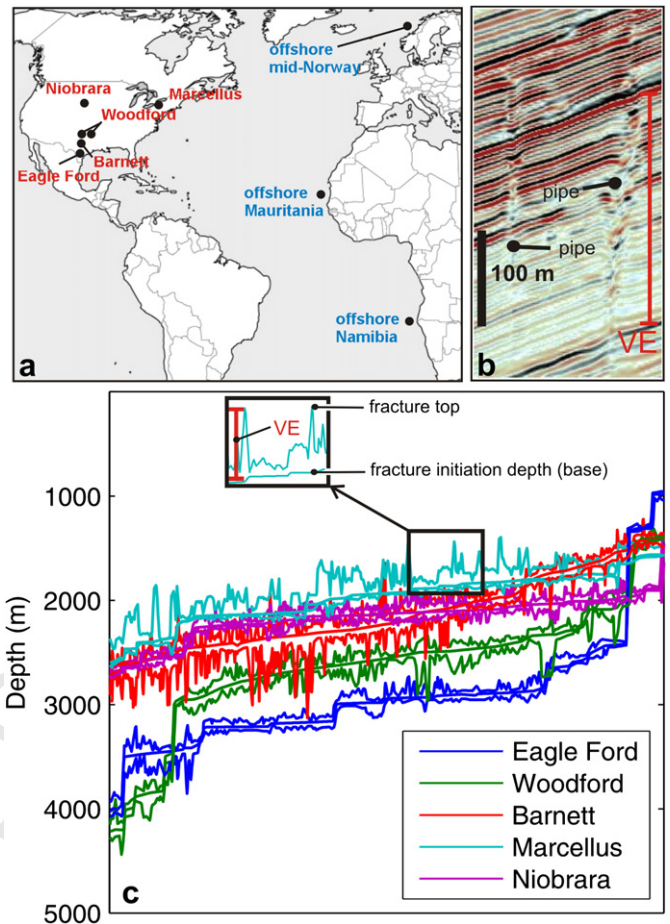 offshore
mid-Norway
Niobrara
Marcellus
Woodford
Barnett
Eagle Ford
offshore
Mauritania
offshore
Namibia
a
pipe
pipe
100 m
VE
b
fracture top
VE
fracture initiation depth (base)
1000
2000
3000
4000
5000
Depth (m)
Eagle Ford
Woodford
Barnett
Marcellus
Niobrara
c